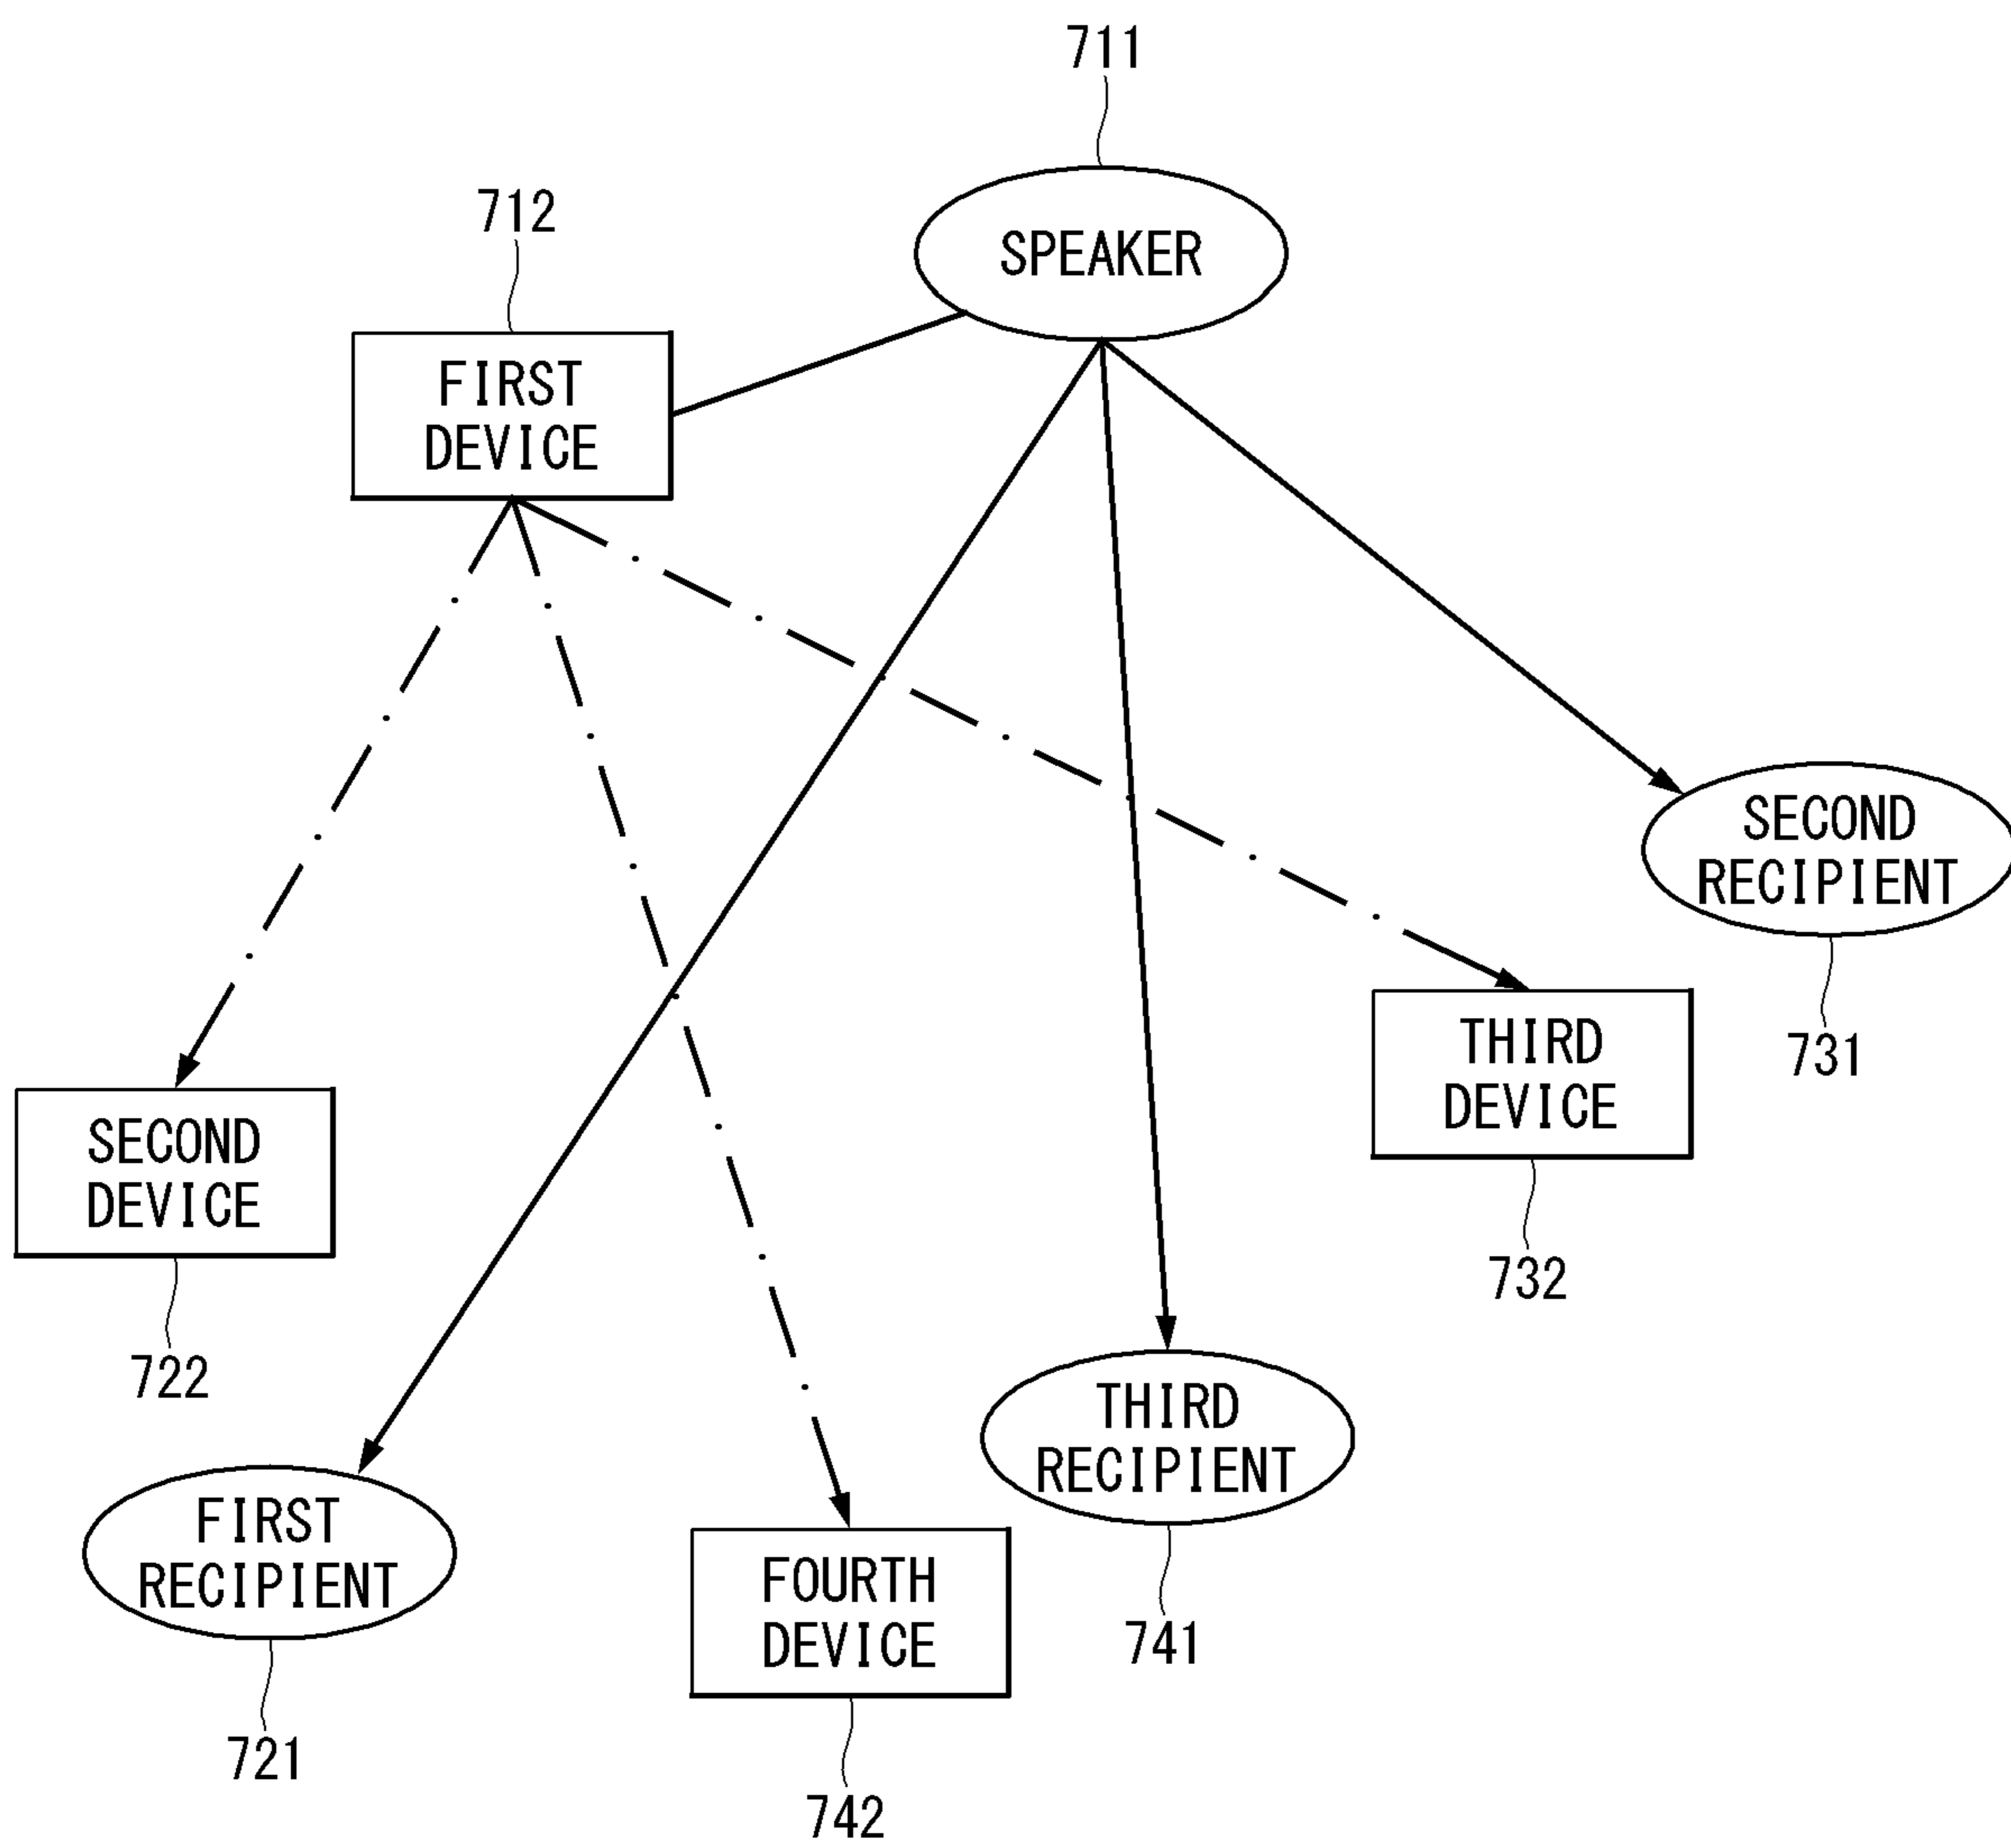 711
SPEAKER
712
FIRST
DEVICE
SECOND
RECIPIENT
731
THIRD
DEVICE
732
SECOND
DEVICE
722
THIRD
RECIPIENT
741
FIRST
RECIPIENT
721
FOURTH
DEVICE
742